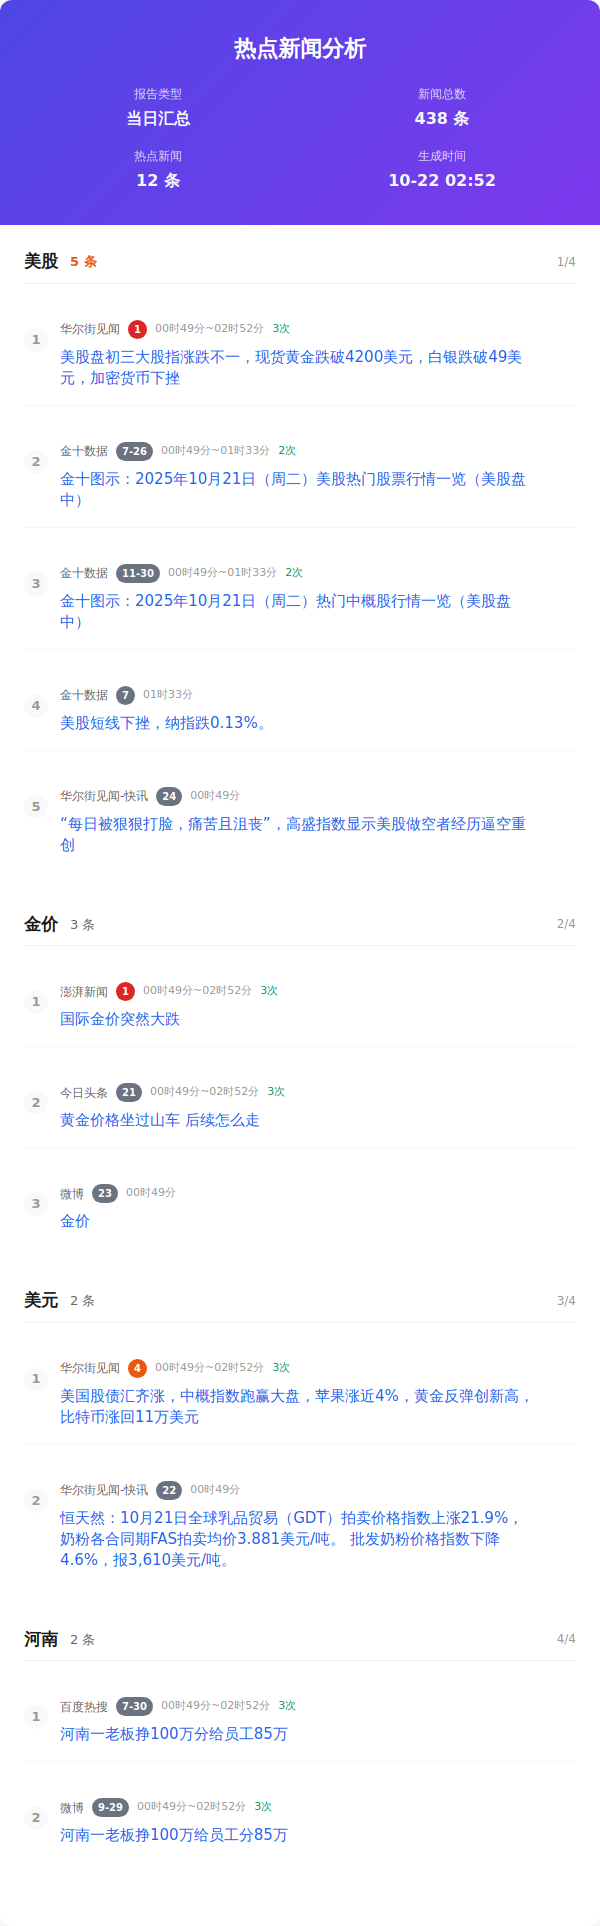 热点新闻分析
报告类型
新闻总数
当日汇总
438 条
热点新闻
生成时间
12 条
10-22 02:52
美股 5 条 1/4
1
华尔街见闻 1 00时49分~02时52分 3次
美股盘初三大股指涨跌不一，现货黄金跌破4200美元，白银跌破49美
元，加密货币下挫
2
金十数据 7-26 00时49分~01时33分 2次
金十图示：2025年10月21日（周二）美股热门股票行情一览（美股盘
中）
3
金十数据 11-30 00时49分~01时33分 2次
金十图示：2025年10月21日（周二）热门中概股行情一览（美股盘
中）
4
金十数据 7 01时33分
美股短线下挫，纳指跌0.13%。
5
华尔街见闻-快讯 24 00时49分
“每日被狠狠打脸，痛苦且沮丧”，高盛指数显示美股做空者经历逼空重
创
金价 3 条 2/4
1
澎湃新闻 1 00时49分~02时52分 3次
国际金价突然大跌
2
今日头条 21 00时49分~02时52分 3次
黄金价格坐过山车 后续怎么走
3
微博 23 00时49分
金价
美元 2 条 3/4
1
华尔街见闻 4 00时49分~02时52分 3次
美国股债汇齐涨，中概指数跑赢大盘，苹果涨近4%，黄金反弹创新高，
比特币涨回11万美元
2
华尔街见闻-快讯 22 00时49分
恒天然：10月21日全球乳品贸易（GDT）拍卖价格指数上涨21.9%，
奶粉各合同期FAS拍卖均价3.881美元/吨。 批发奶粉价格指数下降
4.6%，报3,610美元/吨。
河南 2 条 4/4
1
百度热搜 7-30 00时49分~02时52分 3次
河南一老板挣100万分给员工85万
2
微博 9-29 00时49分~02时52分 3次
河南一老板挣100万给员工分85万